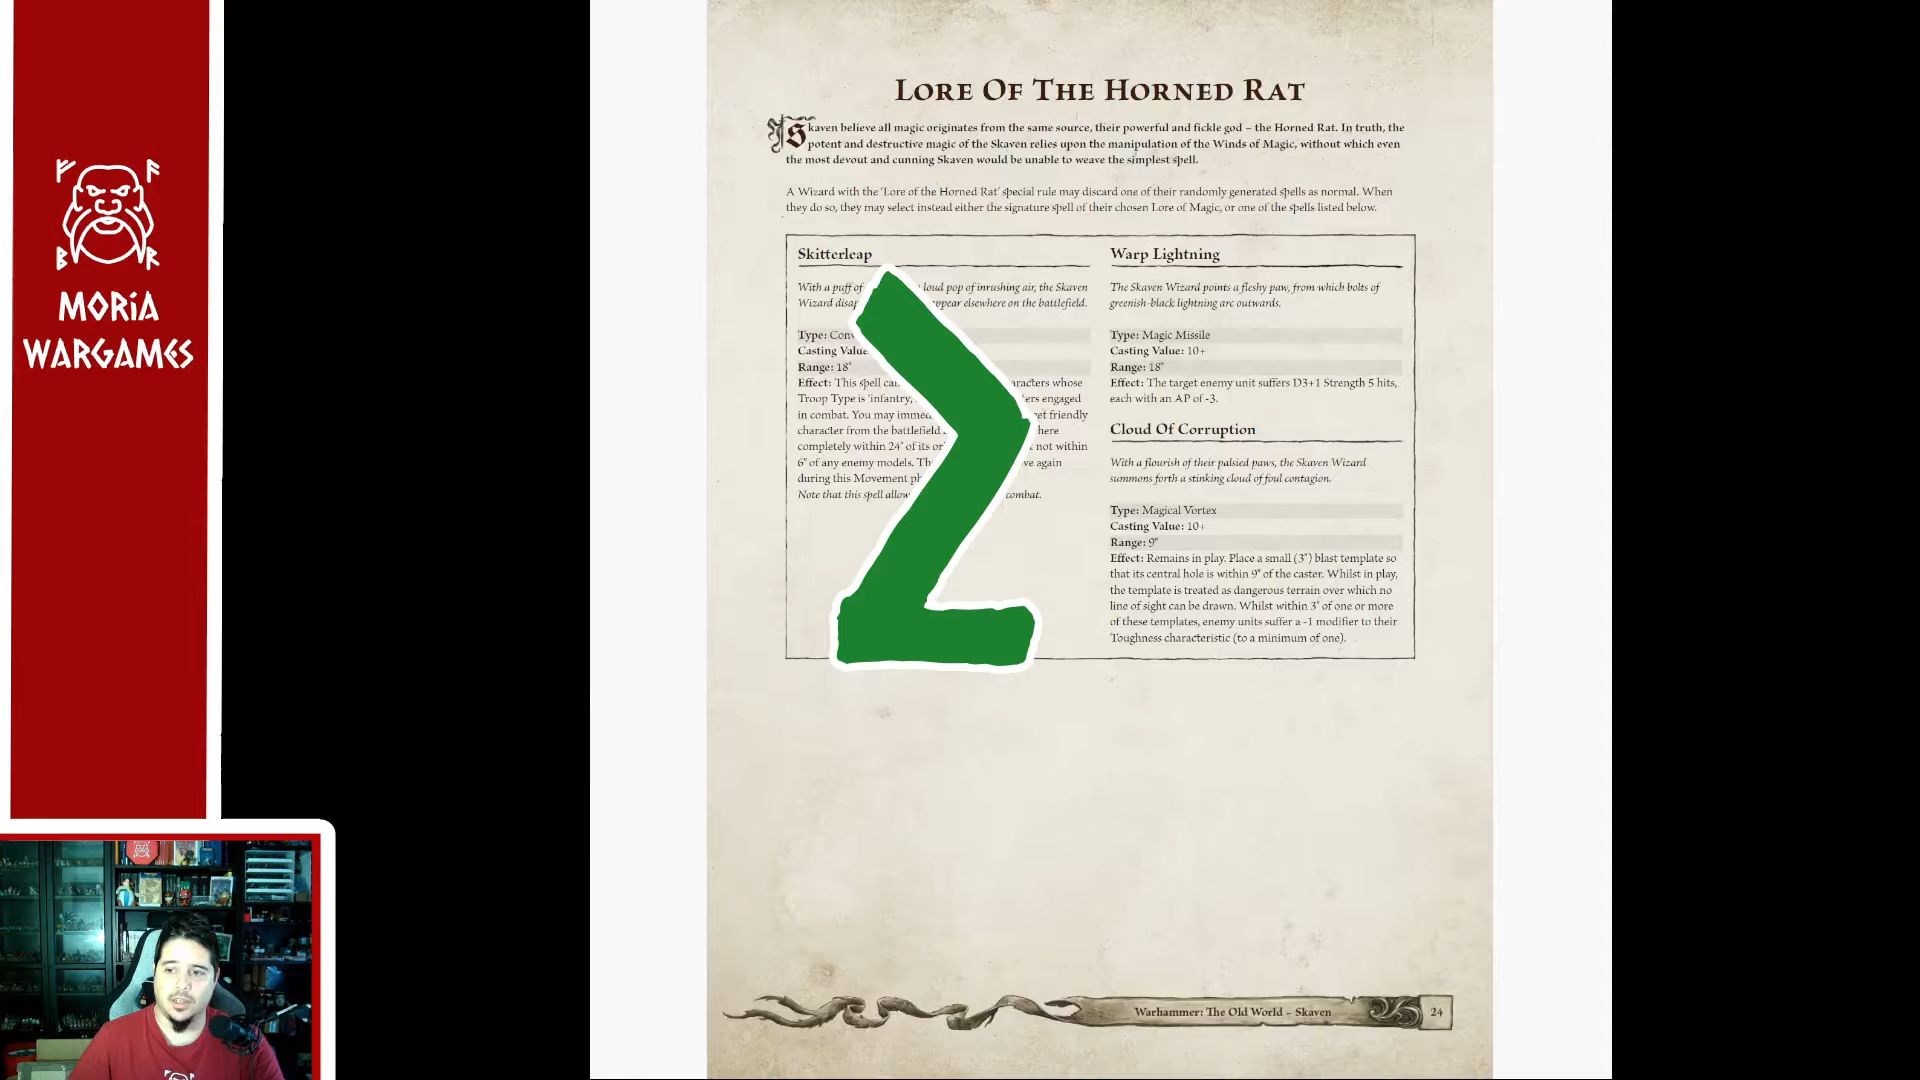 ᚠ ᚨ
ᛒ ᚱ
MORiA
WARGAMES
LORE OF THE HORNED RAT
Skaven believe all magic originates from the same source, their powerful and fickle god – the Horned Rat. In truth, the
potent and destructive magic of the Skaven relies upon the manipulation of the Winds of Magic, without which even
the most devout and cunning Skaven would be unable to weave the simplest spell.
A Wizard with the ‘Lore of the Horned Rat’ special rule may discard one of their randomly generated spells as normal. When
they do so, they may select instead either the signature spell of their chosen Lore of Magic, or one of the spells listed below.
Skitterleap
With a puff of loud pop of inrushing air, the Skaven
Wizard elsewhere on the battlefield.
Type:
Casting Value
Range: 18"
Effect: This spell whose
Troop Type is ‘infantry, engaged
in combat. You may friendly
character from the battlefield
completely within 24" of its not within
6" of any enemy models. again
during this Movement
Note that this spell combat.
Warp Lightning
The Skaven Wizard points a fleshy paw, from which bolts of
greenish-black lightning arc outwards.
Type: Magic Missile
Casting Value: 10+
Range: 18"
Effect: The target enemy unit suffers D3+1 Strength 5 hits,
each with an AP of -3.
Cloud Of Corruption
With a flourish of their palsied paws, the Skaven Wizard
summons forth a stinking cloud of foul contagion.
Type: Magical Vortex
Casting Value: 10+
Range: 9"
Effect: Remains in play. Place a small (3") blast template so
that its central hole is within 9" of the caster. Whilst in play,
the template is treated as dangerous terrain over which no
line of sight can be drawn. Whilst within 3" of one or more
of these templates, enemy units suffer a -1 modifier to their
Toughness characteristic (to a minimum of one).
Warhammer: The Old World – Skaven 24